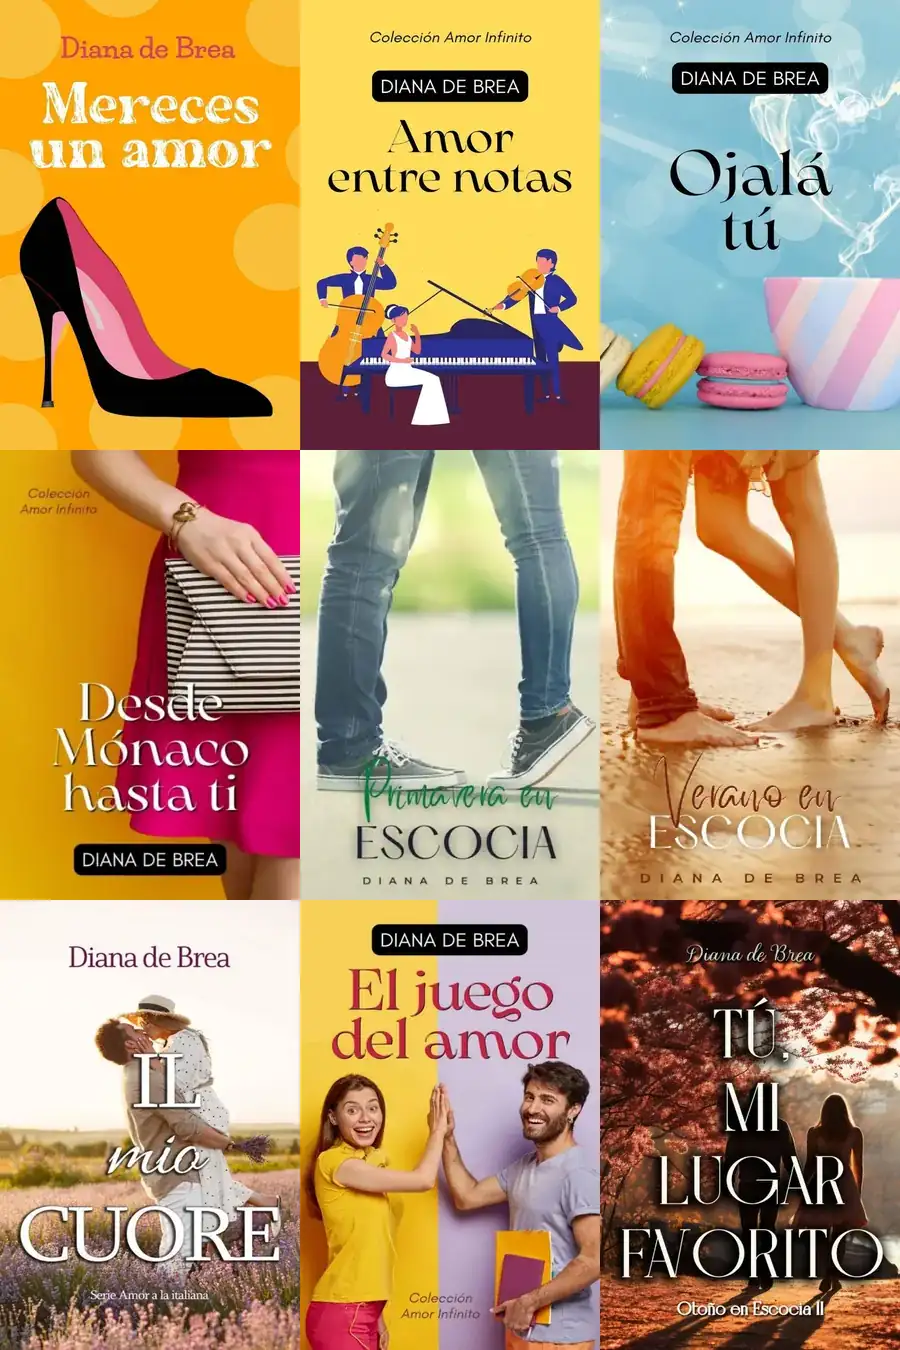 Diana de Brea
Mereces
un amor
Colección Amor Infinito
DIANA DE BREA
Amor
entre notas
Colección Amor Infinito
DIANA DE BREA
Ojalá
tú
Colección
Amor Infinito
Desde
Mónaco
hasta ti
DIANA DE BREA
Primavera en
ESCOCIA
DIANA DE BREA
Verano en
ESCOCIA
DIANA DE BREA
Diana de Brea
IL
mio
CUORE
Serie Amor a la italiana
DIANA DE BREA
El juego
del amor
Colección
Amor Infinito
Diana de Brea
TÚ,
MI
LUGAR
FAVORITO
Otoño en Escocia II